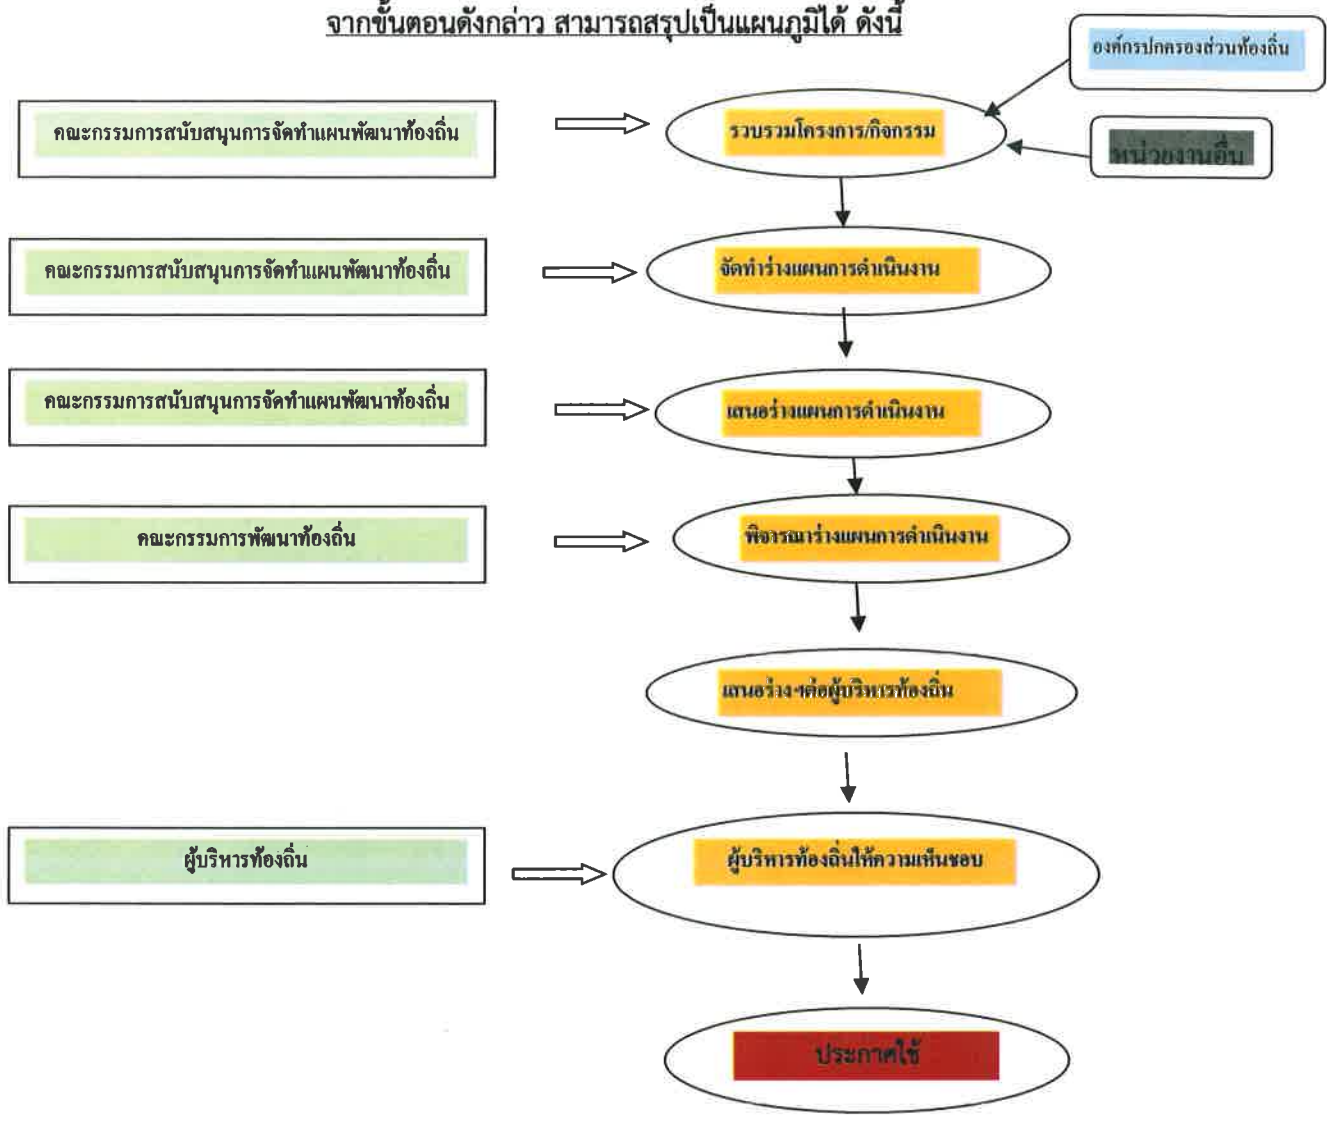 จากขั้นตอนดังกล่าว สามารถสรุปเป็นแผนภูมิได้ ดังนี้
องค์กรปกครองส่วนท้องถิ่น
คณะกรรมการสนับสนุนการจัดทำแผนพัฒนาท้องถิ่น
รวบรวมโครงการ/กิจกรรม
หน่วยงานอื่น
คณะกรรมการสนับสนุนการจัดทำแผนพัฒนาท้องถิ่น
จัดทำร่างแผนการดำเนินงาน
คณะกรรมการสนับสนุนการจัดทำแผนพัฒนาท้องถิ่น
เสนอร่างแผนการดำเนินงาน
คณะกรรมการพัฒนาท้องถิ่น
พิจารณาร่างแผนการดำเนินงาน
เสนอร่างฯต่อผู้บริหารท้องถิ่น
ผู้บริหารท้องถิ่น
ผู้บริหารท้องถิ่นให้ความเห็นชอบ
ประกาศใช้